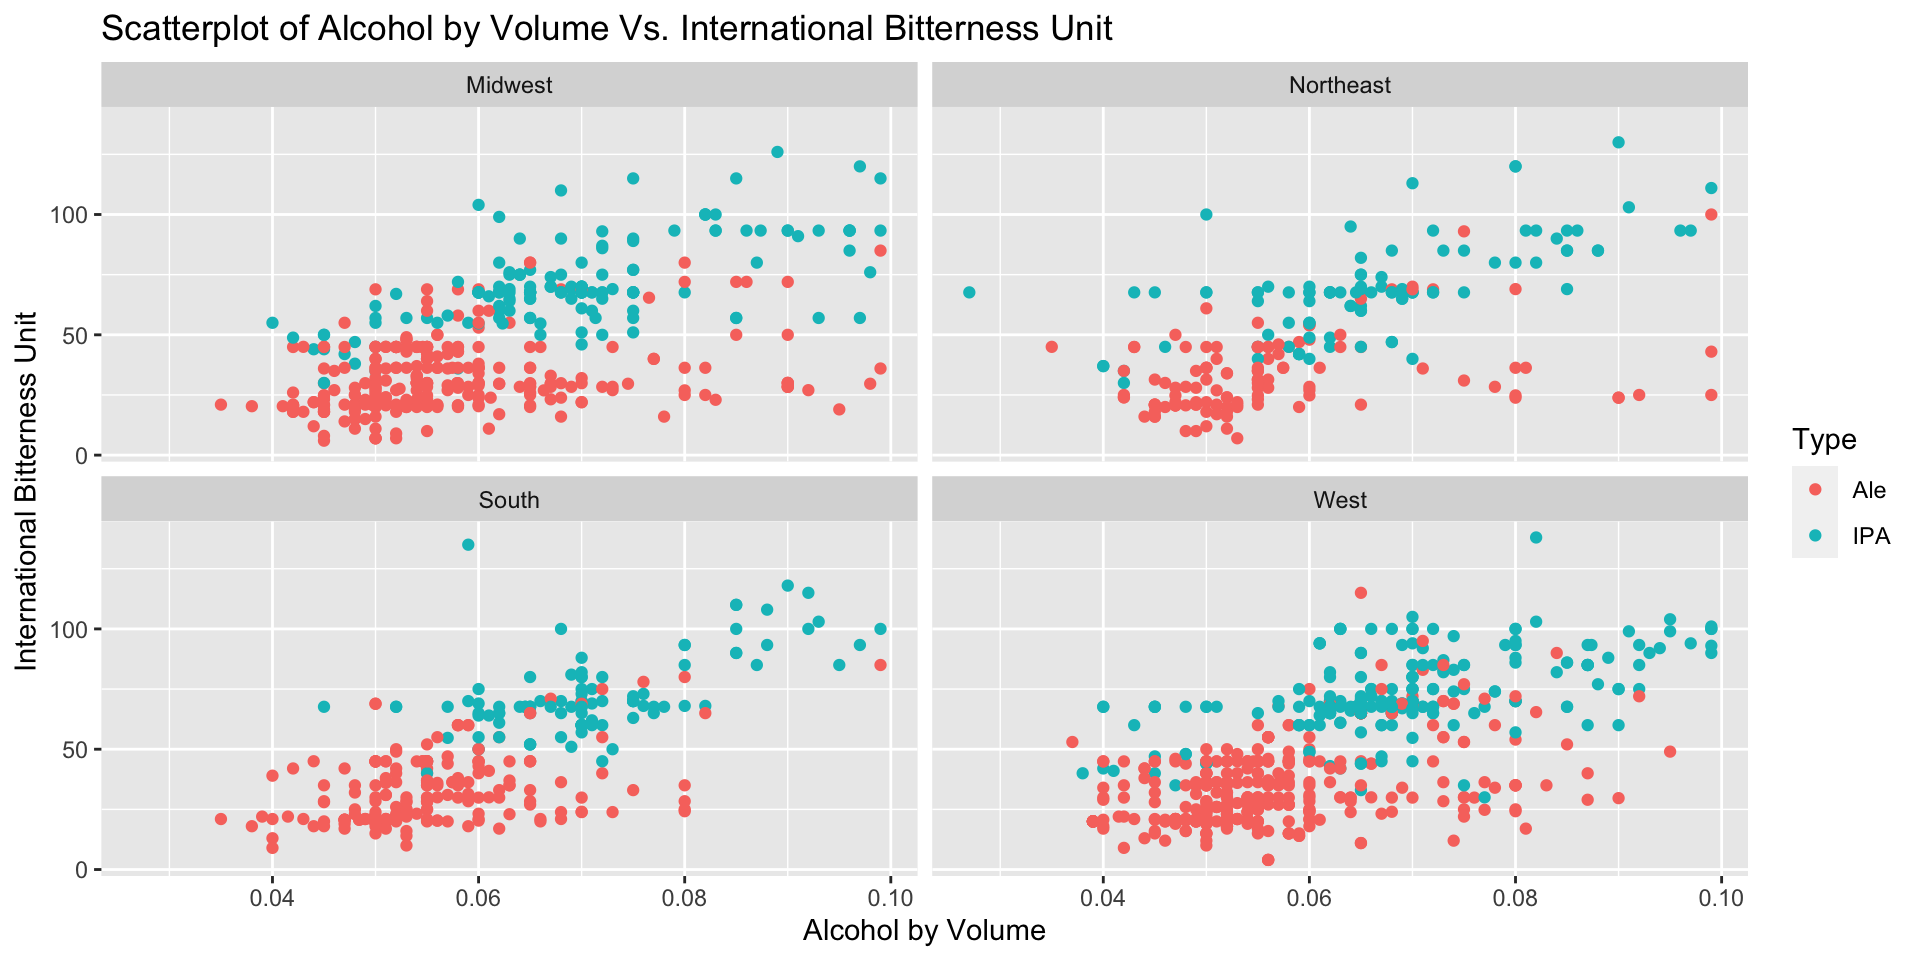 Scatterplot of Alcohol by Volume Vs. International Bitterness Unit
Midwest
Northeast
100
50
0
South
West
100
50
0
0.04
0.06
0.08
0.10
0.04
0.06
0.08
0.10
Alcohol by Volume
International Bitterness Unit
Type
Ale
IPA